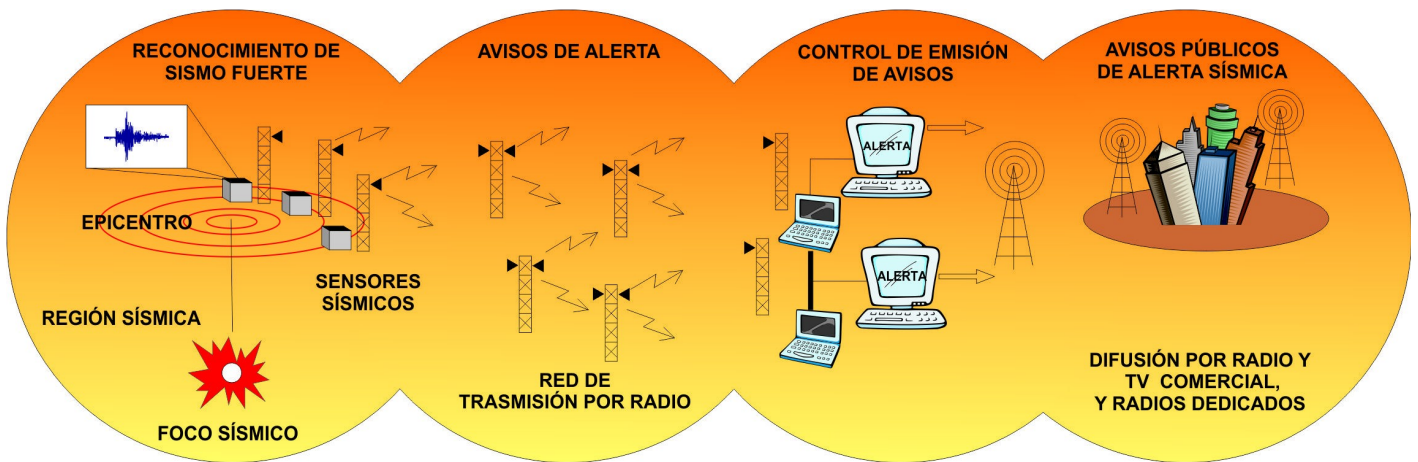 RECONOCIMIENTO DE
SISMO FUERTE
EPICENTRO
SENSORES
SÍSMICOS
REGIÓN SÍSMICA
FOCO SÍSMICO
AVISOS DE ALERTA
RED DE
TRASMISIÓN POR RADIO
CONTROL DE EMISIÓN
DE AVISOS
ALERTA
ALERTA
AVISOS PÚBLICOS
DE ALERTA SÍSMICA
DIFUSIÓN POR RADIO Y
TV COMERCIAL,
Y RADIOS DEDICADOS